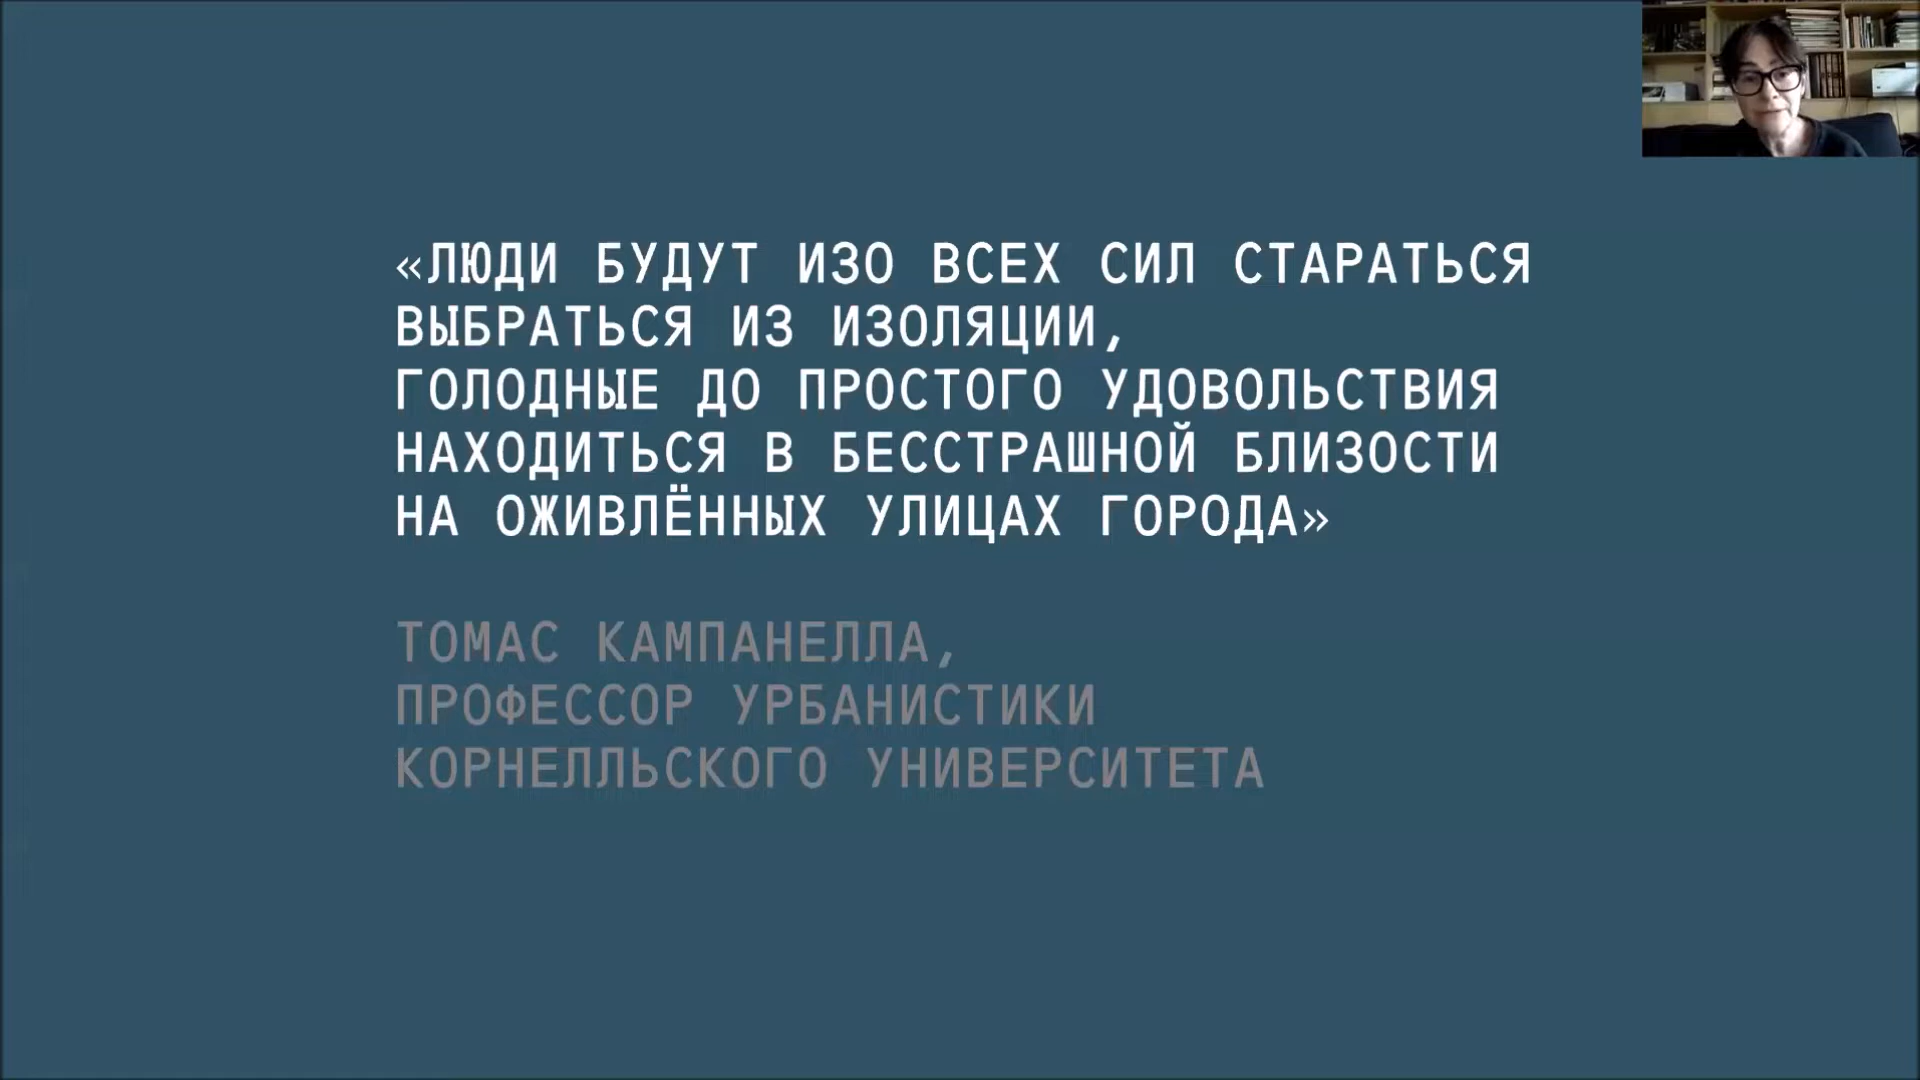 «ЛЮДИ БУДУТ ИЗО ВСЕХ СИЛ СТАРАТЬСЯ
ВЫБРАТЬСЯ ИЗ ИЗОЛЯЦИИ,
ГОЛОДНЫЕ ДО ПРОСТОГО УДОВОЛЬСТВИЯ
НАХОДИТЬСЯ В БЕССТРАШНОЙ БЛИЗОСТИ
НА ОЖИВЛЁННЫХ УЛИЦАХ ГОРОДА»
ТОМАС КАМПАНЕЛЛА,
ПРОФЕССОР УРБАНИСТИКИ
КОРНЕЛЛЬСКОГО УНИВЕРСИТЕТА